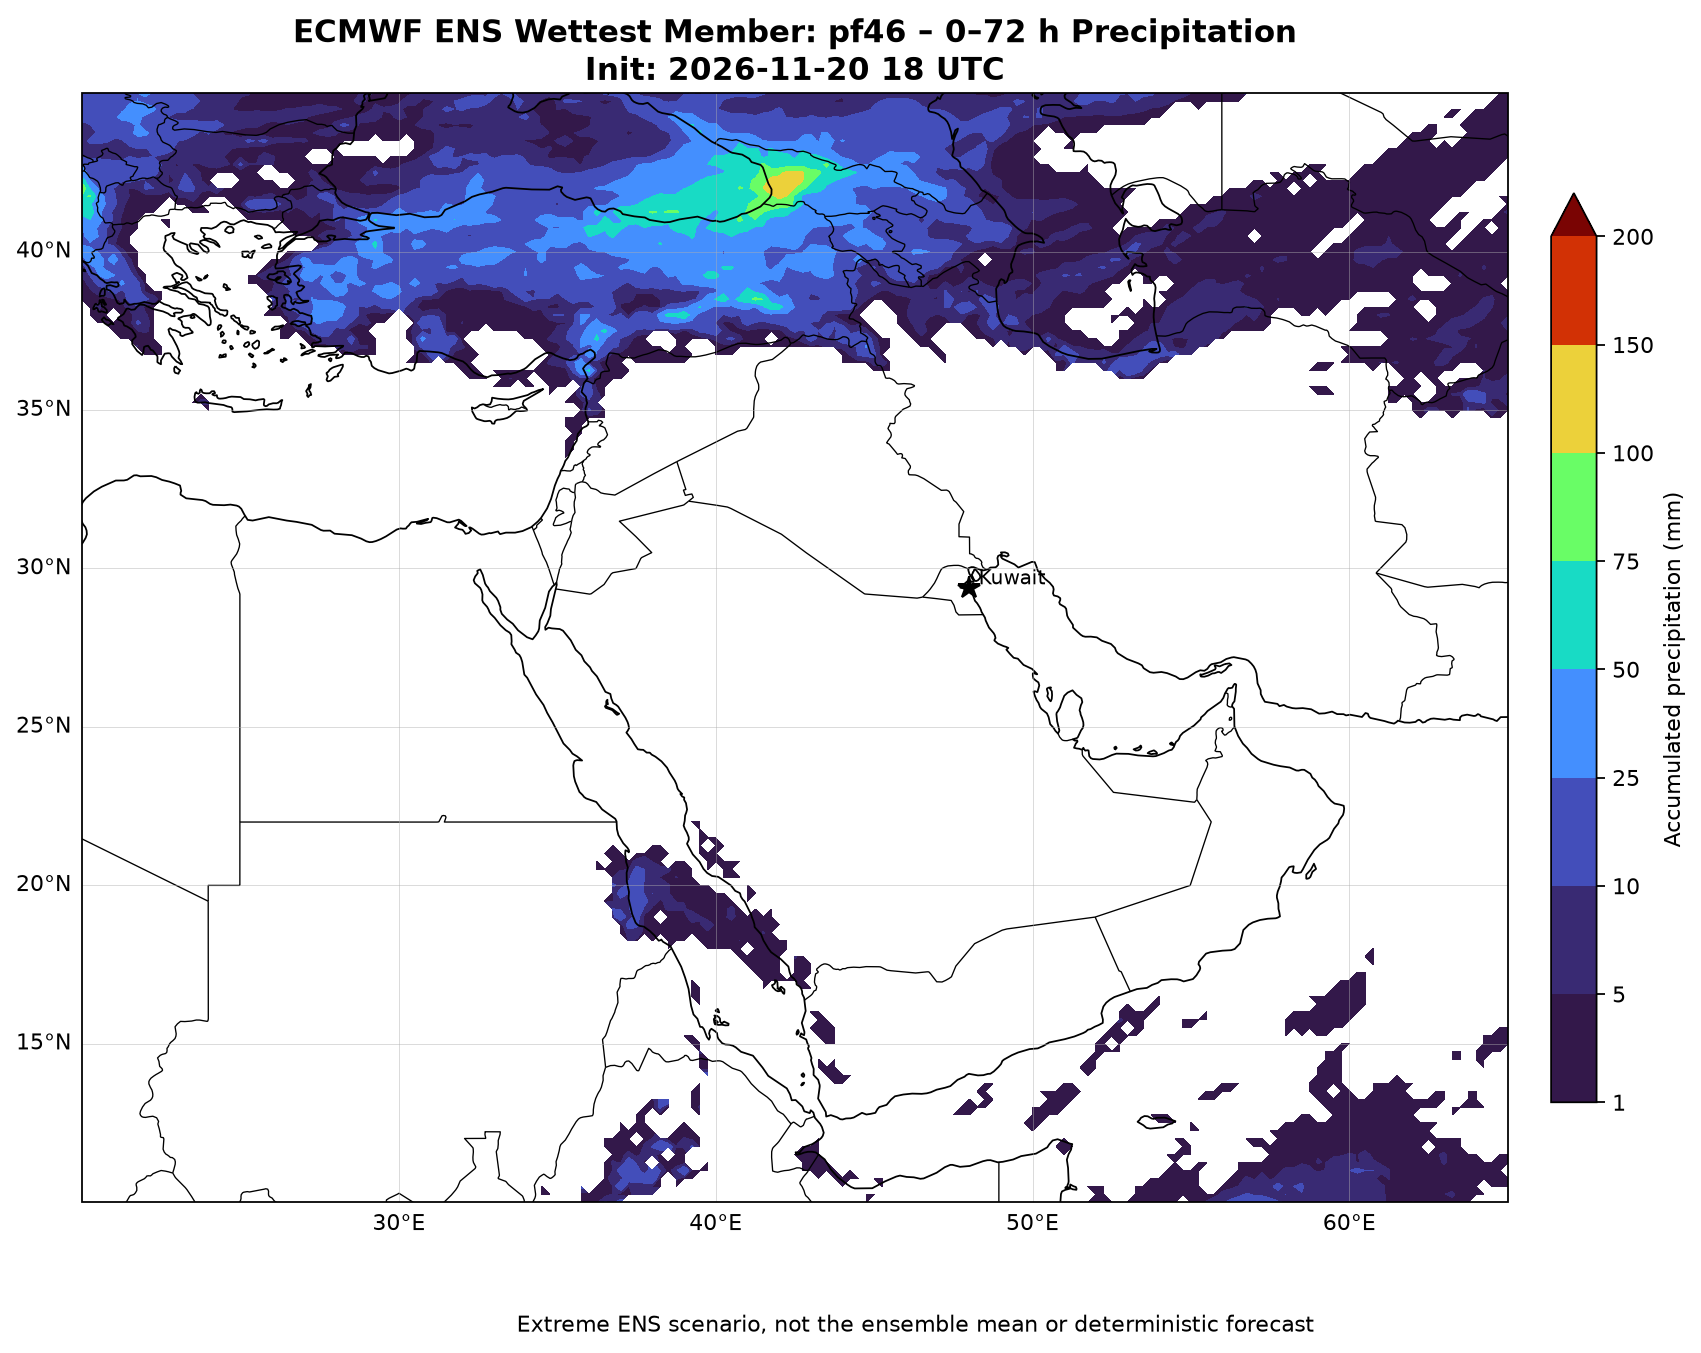 ECMWF ENS Wettest Member: pf46 – 0–72 h Precipitation
Init: 2026-11-20 18 UTC
40°N
35°N
30°N
25°N
20°N
15°N
30°E
40°E
50°E
60°E
Kuwait
200
150
100
75
50
25
10
5
1
Accumulated precipitation (mm)
Extreme ENS scenario, not the ensemble mean or deterministic forecast